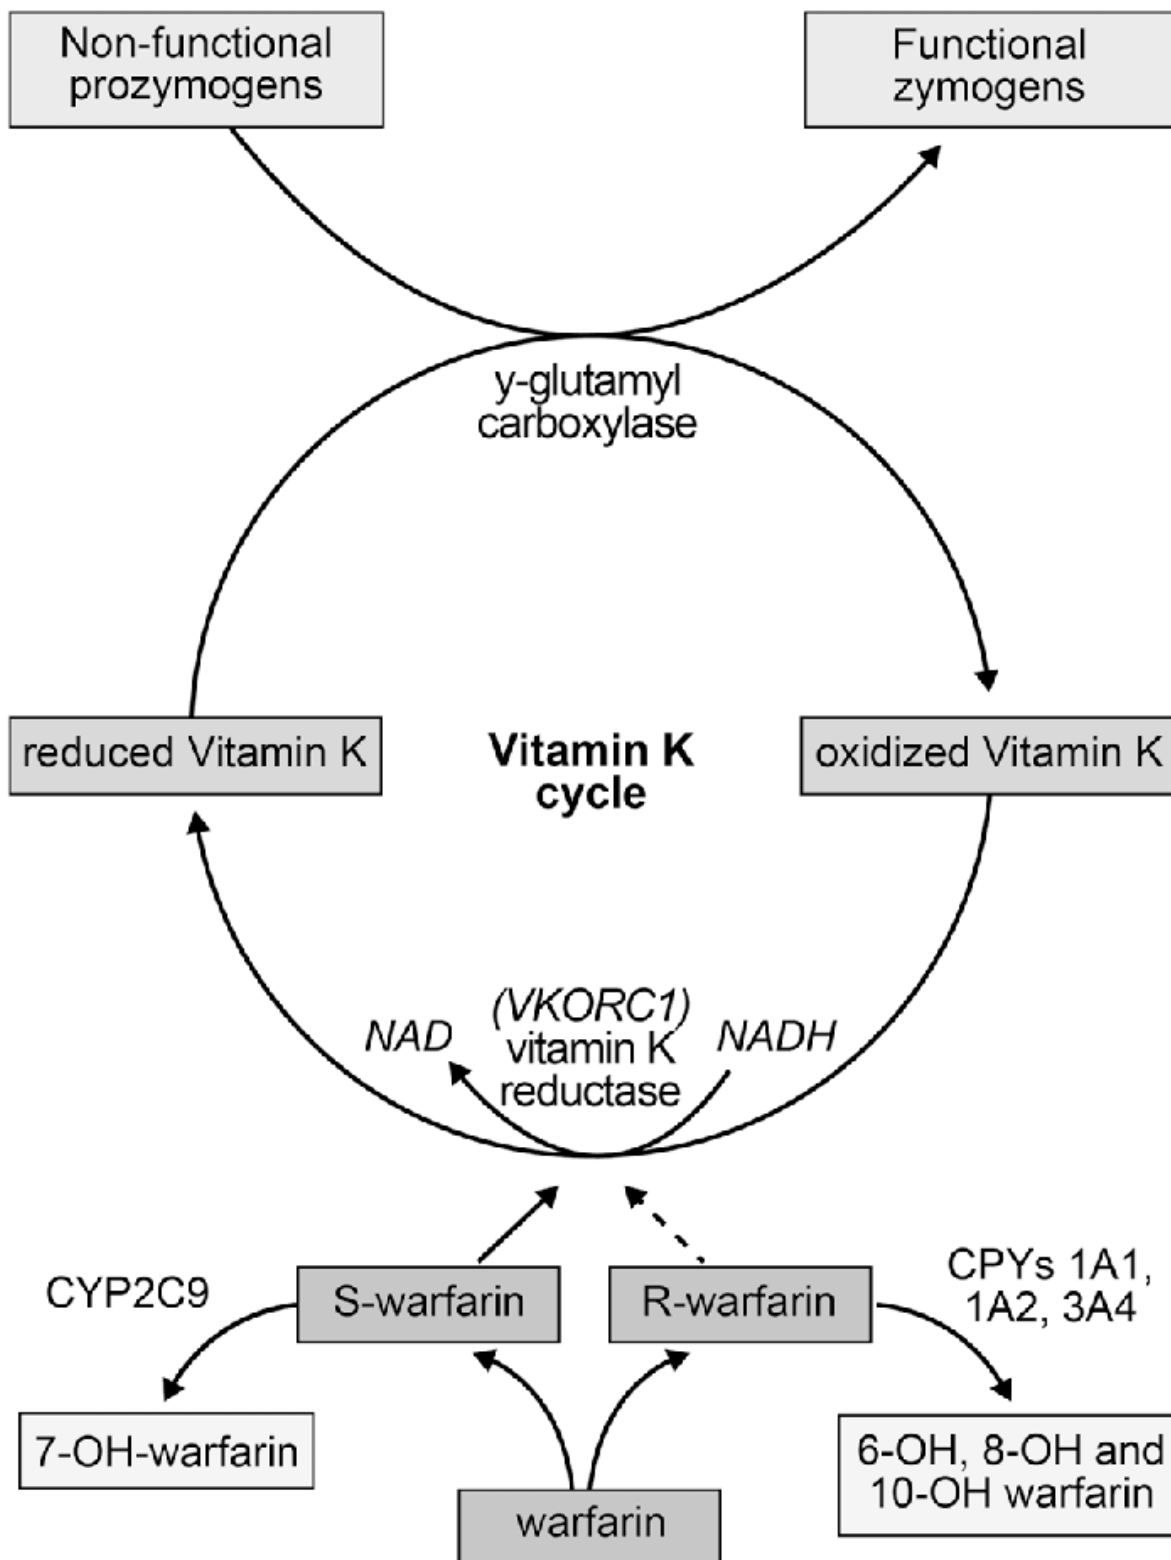 Non-functional
prozymogens
Functional
zymogens
y-glutamyl
carboxylase
reduced Vitamin K
Vitamin K
cycle
oxidized Vitamin K
NAD
(VKORC1)
vitamin K
reductase
NADH
CYP2C9
S-warfarin
R-warfarin
CPYs 1A1,
1A2, 3A4
7-OH-warfarin
warfarin
6-OH, 8-OH and
10-OH warfarin